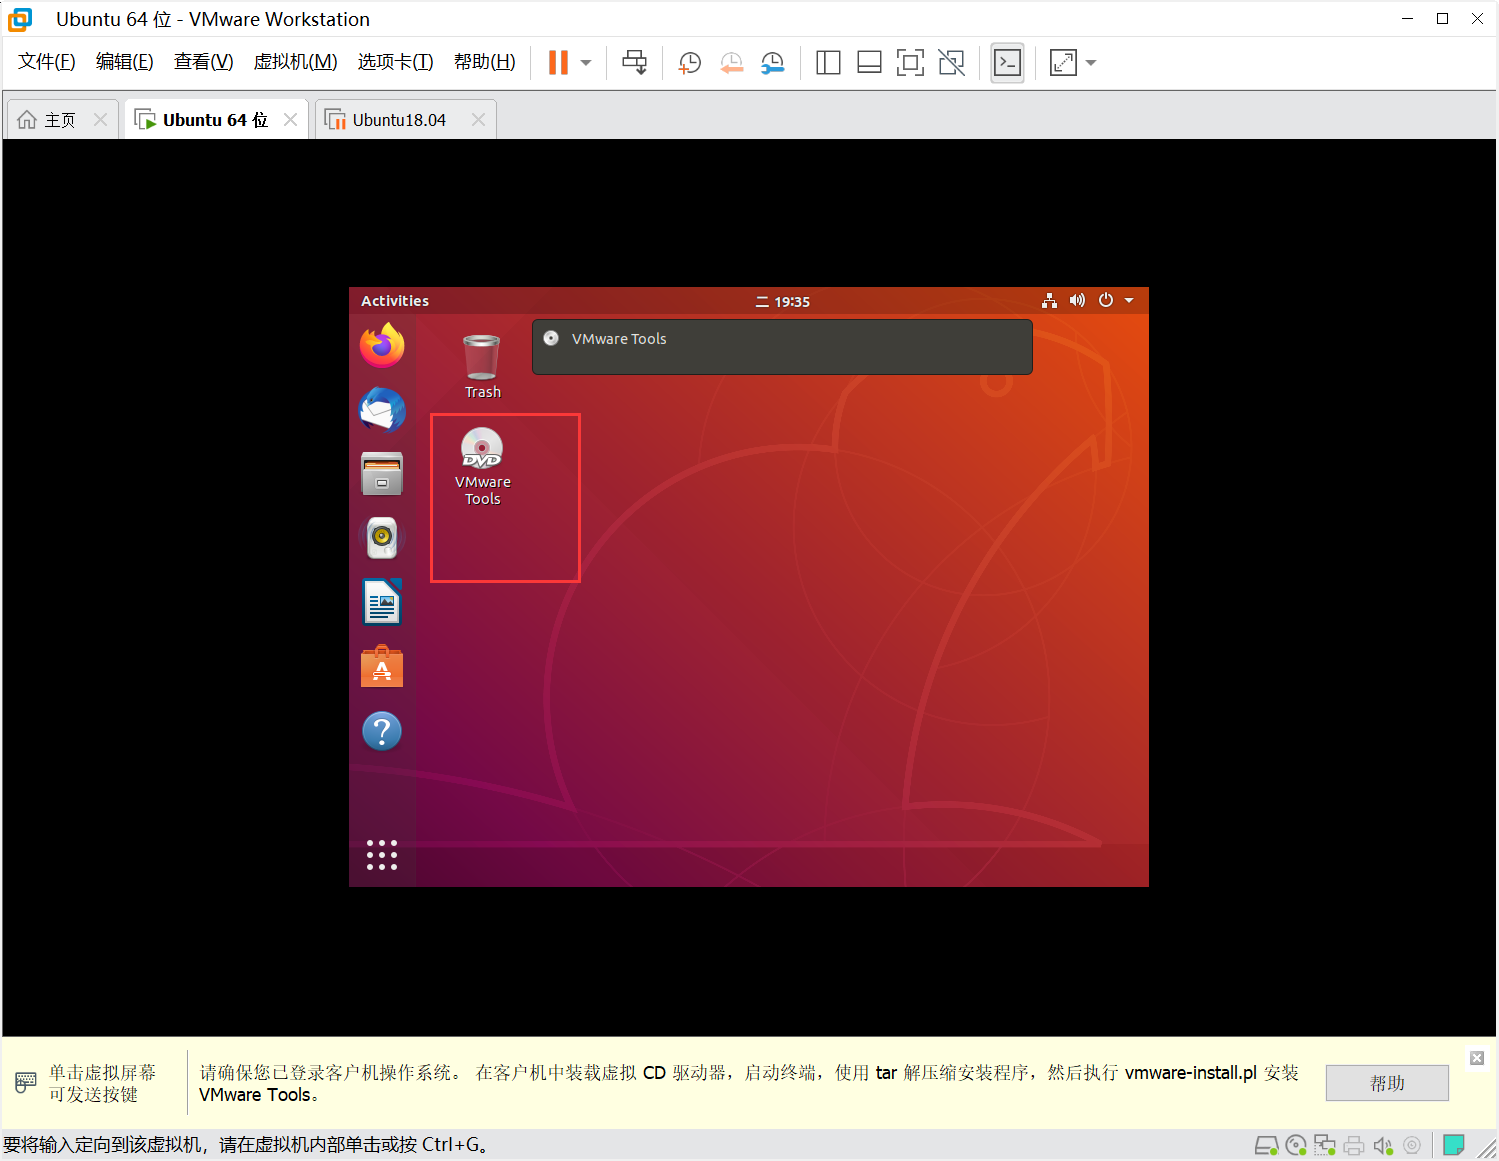 Ubuntu 64 位 - VMware Workstation
文件(F) 编辑(E) 查看(V) 虚拟机(M) 选项卡(T) 帮助(H)
主页 Ubuntu 64 位 Ubuntu18.04
Activities 二 19:35
VMware Tools
Trash
DVD
VMware
Tools
单击虚拟屏幕
可发送按键
请确保您已登录客户机操作系统。 在客户机中装载虚拟 CD 驱动器，启动终端，使用 tar 解压缩安装程序，然后执行 vmware-install.pl 安装
VMware Tools。
帮助
要将输入定向到该虚拟机，请在虚拟机内部单击或按 Ctrl+G。